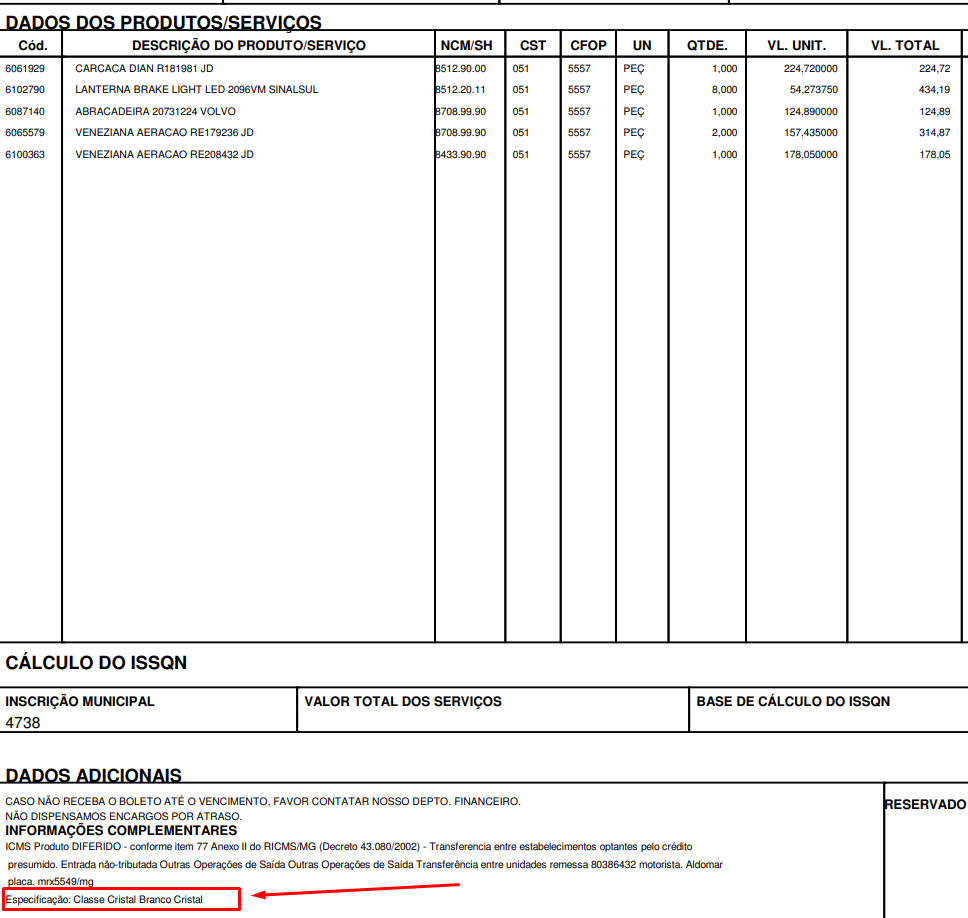 DADOS DOS PRODUTOS/SERVIÇOS
Cód. DESCRIÇÃO DO PRODUTO/SERVIÇO NCM/SH CST CFOP UN QTDE. VL. UNIT. VL. TOTAL
6061929 CARCACA DIAN R181981 JD 8512.90.00 051 5557 PEÇ 1,000 224,720000 224,72
6102790 LANTERNA BRAKE LIGHT LED 2096VM SINALSUL 8512.20.11 051 5557 PEÇ 8,000 54,273750 434,19
6087140 ABRACADEIRA 20731224 VOLVO 8708.99.90 051 5557 PEÇ 1,000 124,890000 124,89
6065579 VENEZIANA AERACAO RE179236 JD 8708.99.90 051 5557 PEÇ 2,000 157,435000 314,87
6100363 VENEZIANA AERACAO RE208432 JD 8433.90.90 051 5557 PEÇ 1,000 178,050000 178,05
CÁLCULO DO ISSQN
INSCRIÇÃO MUNICIPAL VALOR TOTAL DOS SERVIÇOS BASE DE CÁLCULO DO ISSQN
4738
DADOS ADICIONAIS
CASO NÃO RECEBA O BOLETO ATÉ O VENCIMENTO, FAVOR CONTATAR NOSSO DEPTO. FINANCEIRO. RESERVADO
NÃO DISPENSAMOS ENCARGOS POR ATRASO.
INFORMAÇÕES COMPLEMENTARES
ICMS Produto DIFERIDO - conforme item 77 Anexo II do RICMS/MG (Decreto 43.080/2002) - Transferencia entre estabelecimentos optantes pelo crédito
presumido. Entrada não-tributada Outras Operações de Saída Outras Operações de Saída Transferência entre unidades remessa 80386432 motorista. Aldomar
placa. mrx5549/mg
Especificação: Classe Cristal Branco Cristal